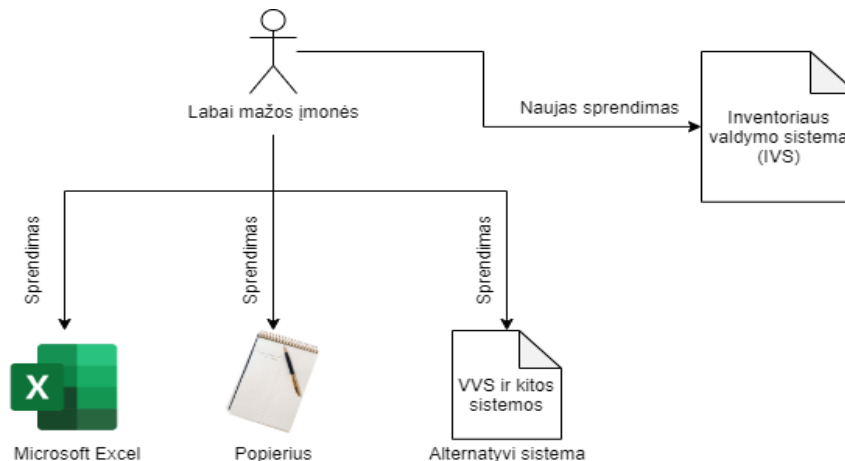 Labai mažos įmonės
Naujas sprendimas
Inventoriaus
valdymo sistema
(IVS)
Sprendimas
Sprendimas
Sprendimas
X
VVS ir kitos
sistemos
Microsoft Excel
Popierius
Alternatyvi sistema